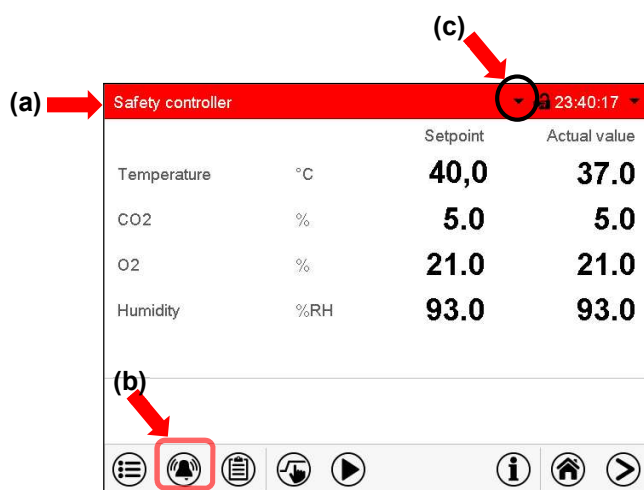 (c)
(a)
Safety controller 23:40:17
Setpoint Actual value
Temperature °C 40,0 37.0
CO2 % 5.0 5.0
O2 % 21.0 21.0
Humidity %RH 93.0 93.0
(b)
i